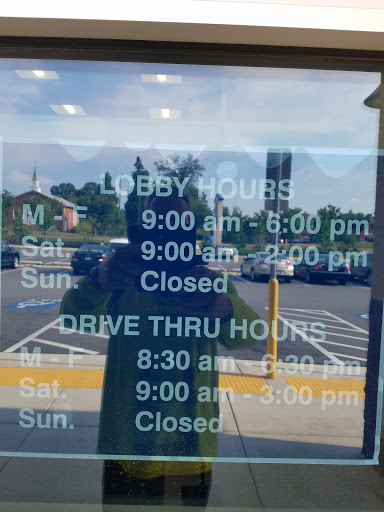 LOBBY HOURS
M - F 9:00 am - 6:00 pm
Sat. 9:00 am - 2:00 pm
Sun. Closed
DRIVE THRU HOURS
M - F 8:30 am - 6:30 pm
Sat. 9:00 am - 3:00 pm
Sun. Closed